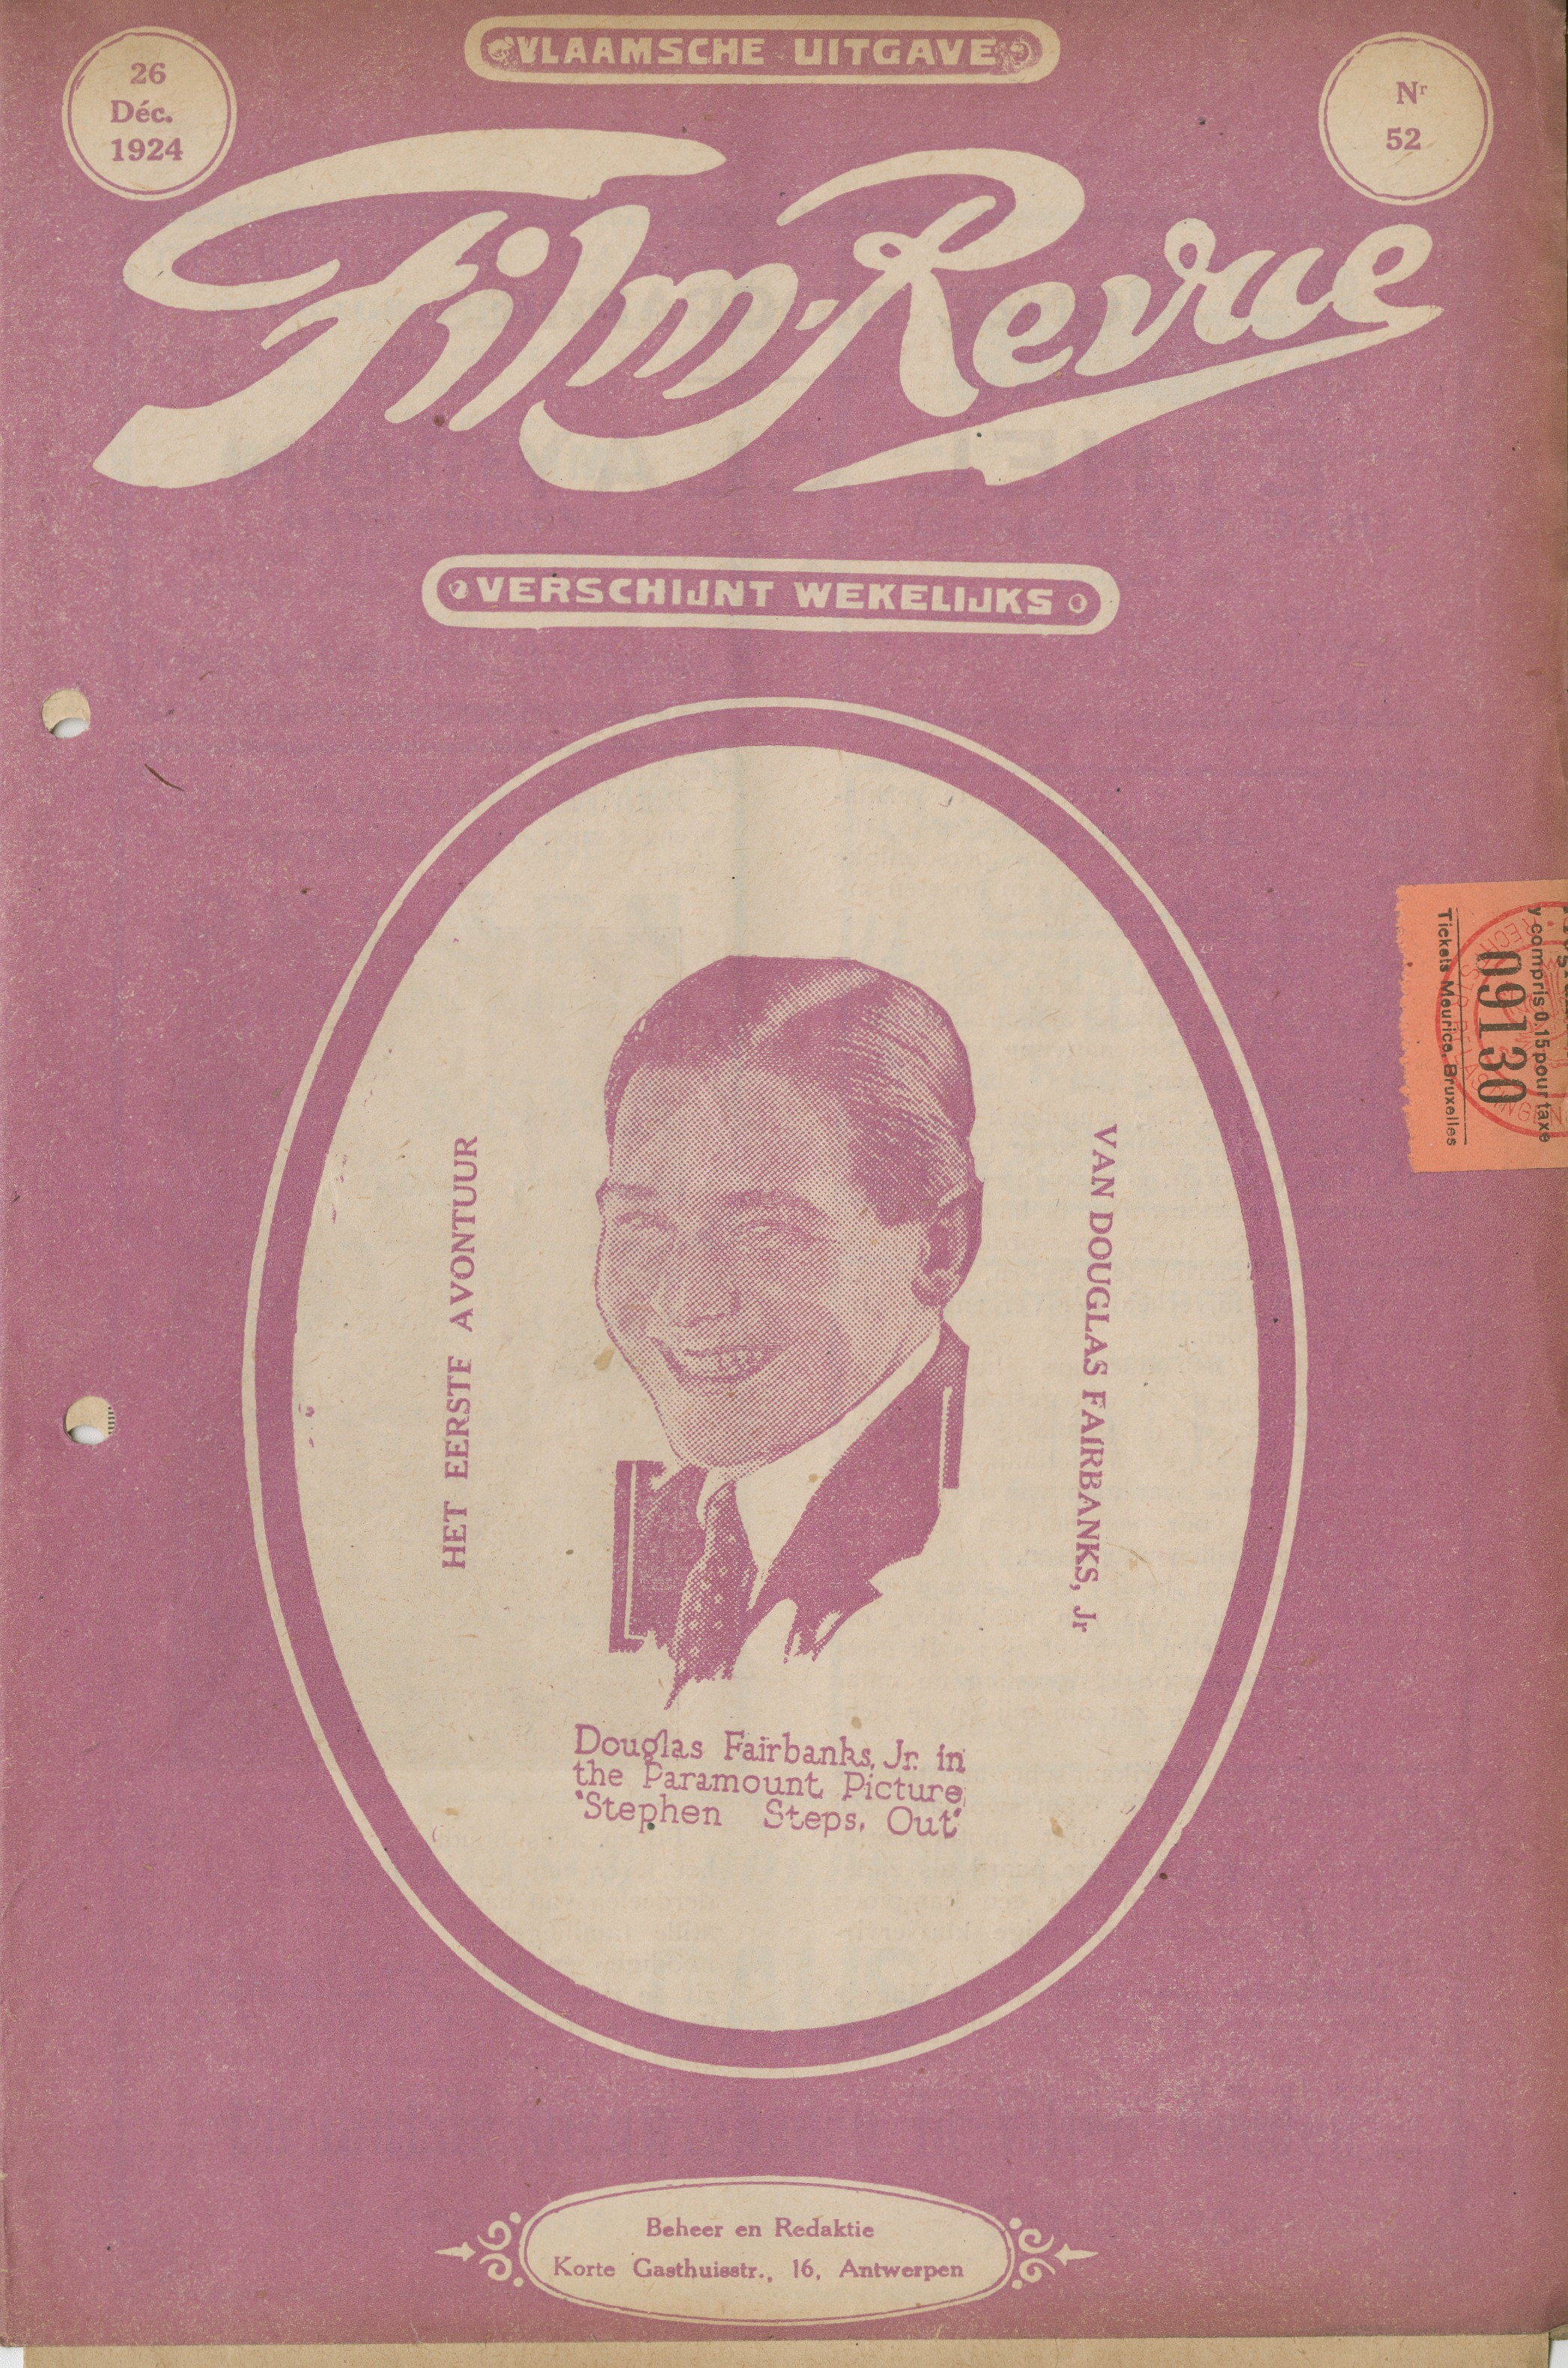 VLAAMSCHE UITGAVE
26
Déc.
1924
Nr
52
Film-Revue
VERSCHIJNT WEKELIJKS
HET EERSTE AVONTUUR
VAN DOUGLAS FAIRBANKS, Jr
Douglas Fairbanks, Jr. in
the Paramount Picture
"Stephen Steps, Out"
y compris 0.15 pour taxe
09130
Tickets Meurice, Bruxelles
Beheer en Redaktie
Korte Gasthuisstr., 16, Antwerpen